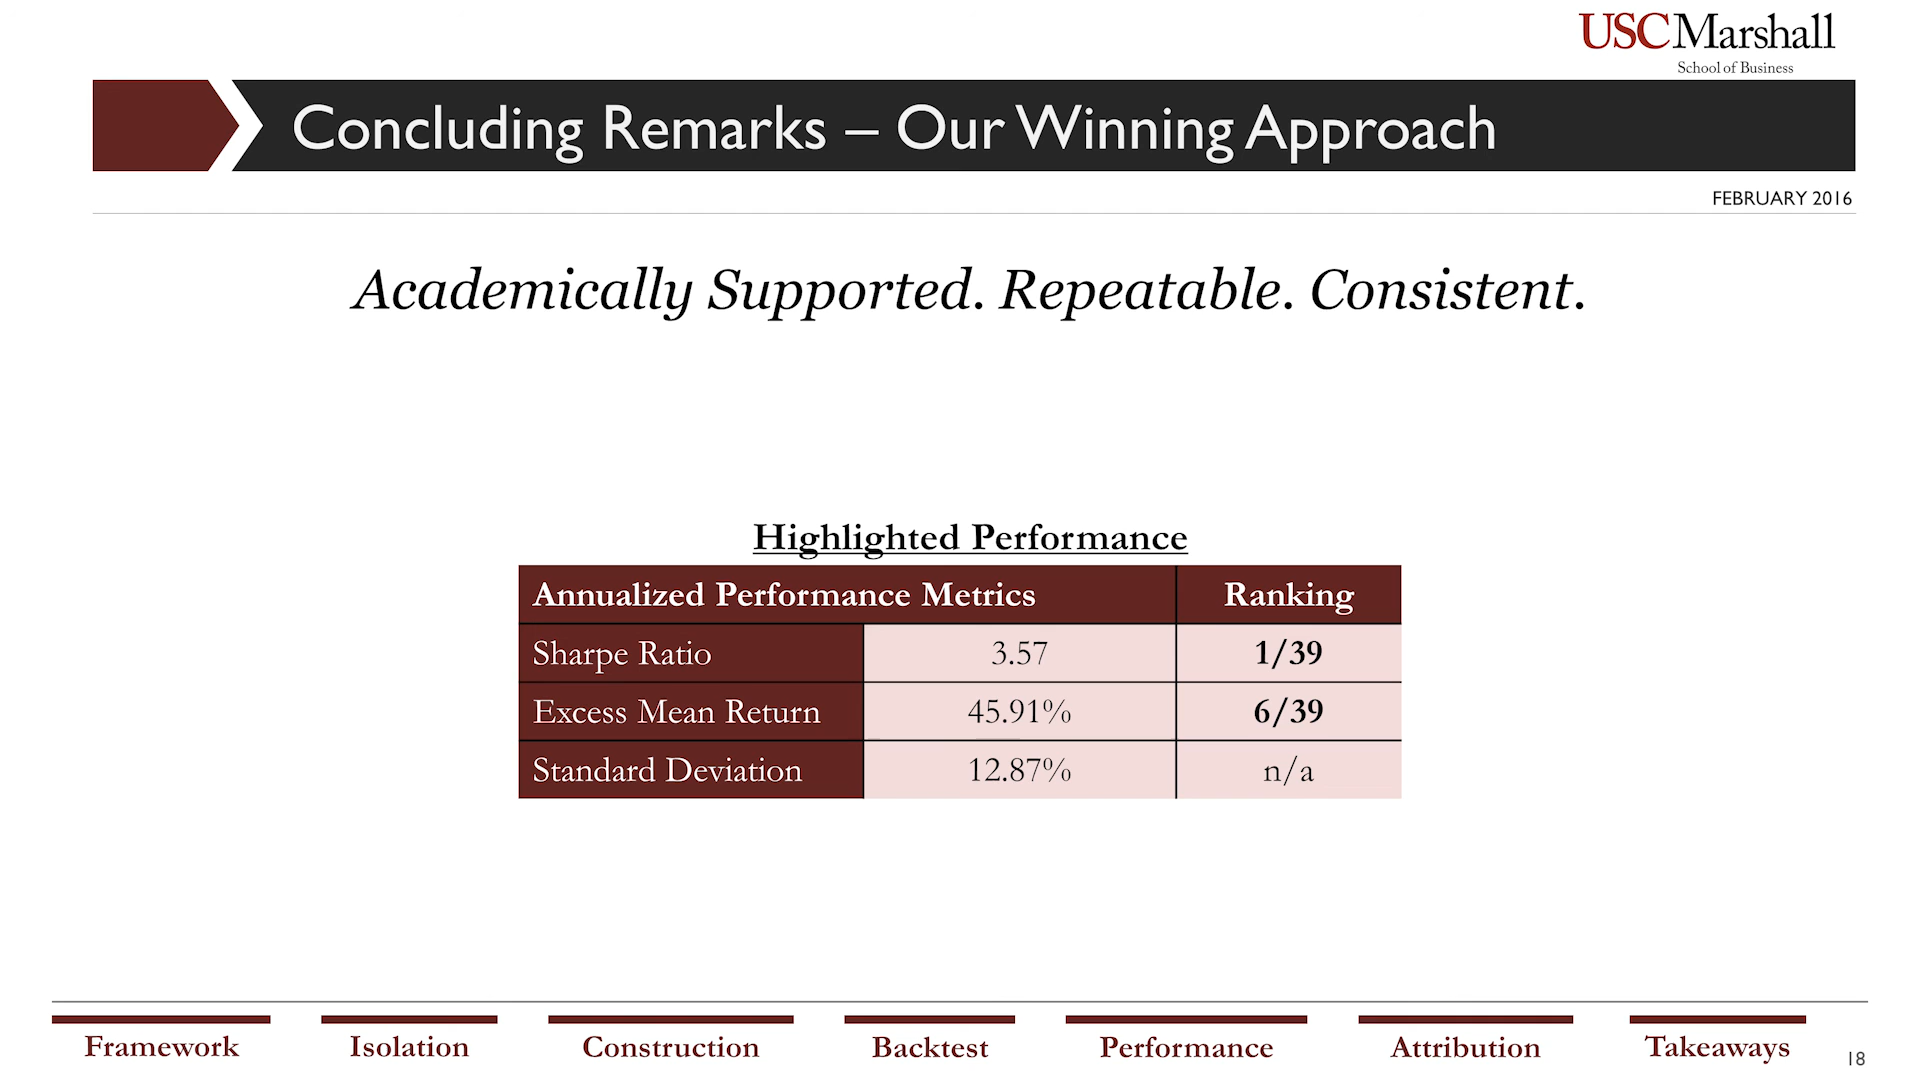 USC Marshall
School of Business
Concluding Remarks – Our Winning Approach
FEBRUARY 2016
Academically Supported. Repeatable. Consistent.
Highlighted Performance
Annualized Performance Metrics Ranking
Sharpe Ratio 3.57 1/39
Excess Mean Return 45.91% 6/39
Standard Deviation 12.87% n/a
Framework Isolation Construction Backtest Performance Attribution Takeaways
18